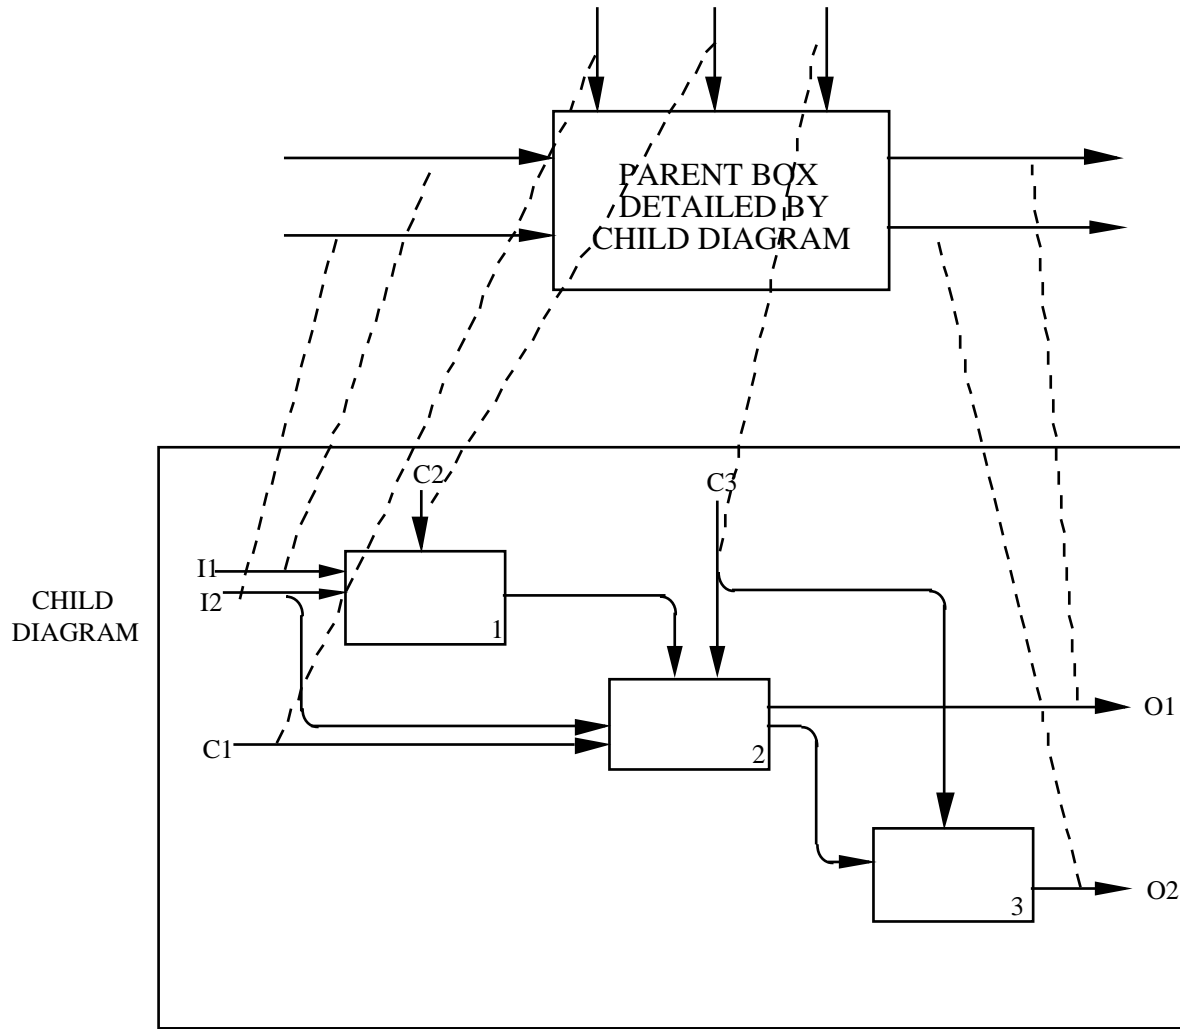 PARENT BOX
DETAILED BY
CHILD DIAGRAM
C2
C3
I1
I2
CHILD
DIAGRAM
1
O1
C1
2
O2
3